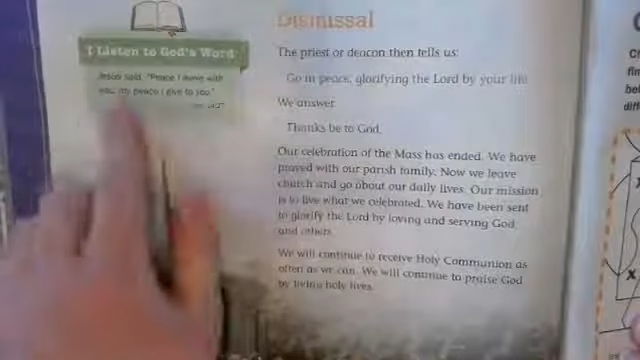 I Listen to God's Word
Jesus said, "Peace I leave with
you; my peace I give to you."
Dismissal
The priest or deacon then tells us:
Go in peace, glorifying the Lord by your life.
We answer
Thanks be to God.
Our celebration of the Mass has ended. We have
prayed with our parish family. Now we leave
church and go about our daily lives. Our mission
is to live what we celebrated. We have been sent
to glorify the Lord by loving and serving God
and others.
We will continue to receive Holy Communion as
often as we can. We will continue to praise God
by living holy lives.